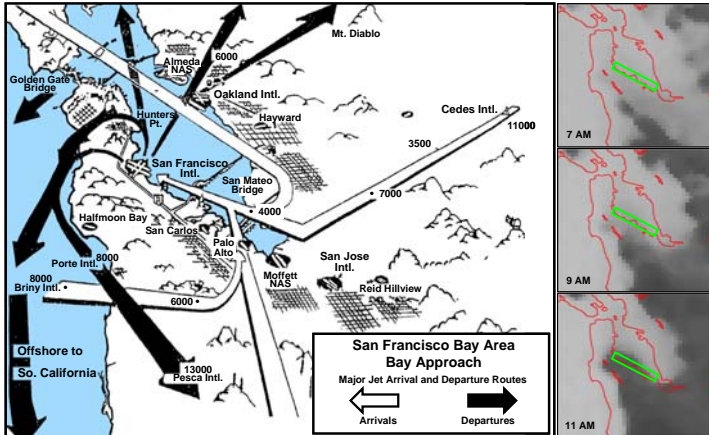 Mt. Diablo
6000
Almeda
NAS
Golden Gate
Bridge
Oakland Intl.
Cedes Intl.
Hunters
Pt.
Hayward
11000
3500
San Francisco
Intl.
San Mateo
Bridge
7000
4000
Halfmoon Bay
San Carlos
Palo
Alto
8000
Porte Intl.
San Jose
Intl.
Moffett
NAS
Reid Hillview
8000
Briny Intl.
6000
Offshore to
So. California
13000
Pesca Intl.
San Francisco Bay Area
Bay Approach
Major Jet Arrival and Departure Routes
Arrivals
Departures
7 AM
9 AM
11 AM